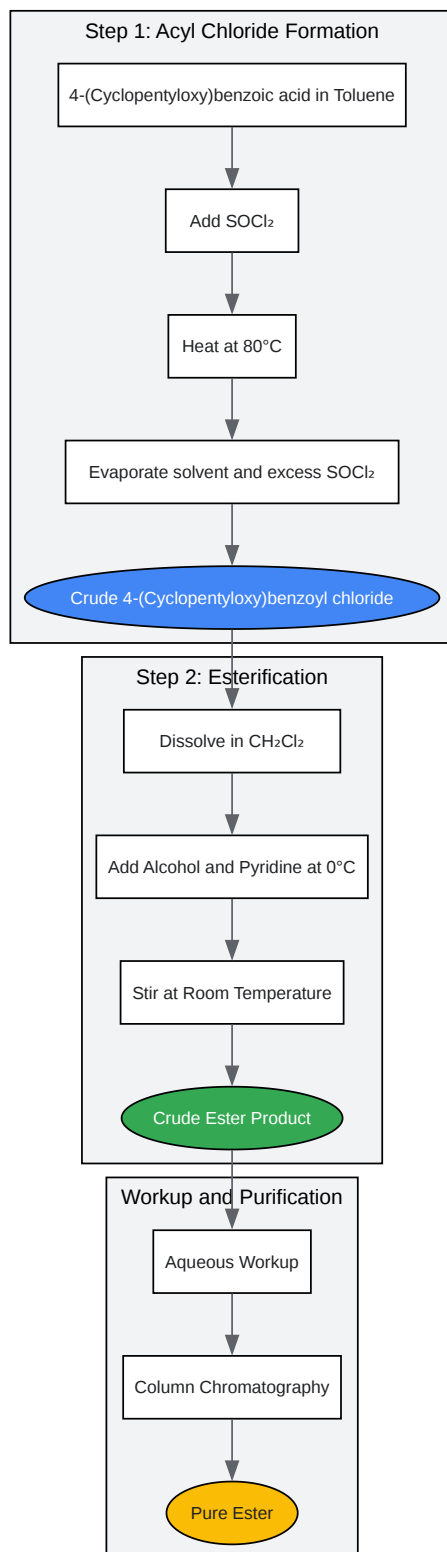 Step 1: Acyl Chloride Formation
4-(Cyclopentyloxy)benzoic acid in Toluene
Add SOCl₂
Heat at 80°C
Evaporate solvent and excess SOCl₂
Crude 4-(Cyclopentyloxy)benzoyl chloride
Step 2: Esterification
Dissolve in CH₂Cl₂
Add Alcohol and Pyridine at 0°C
Stir at Room Temperature
Crude Ester Product
Workup and Purification
Aqueous Workup
Column Chromatography
Pure Ester